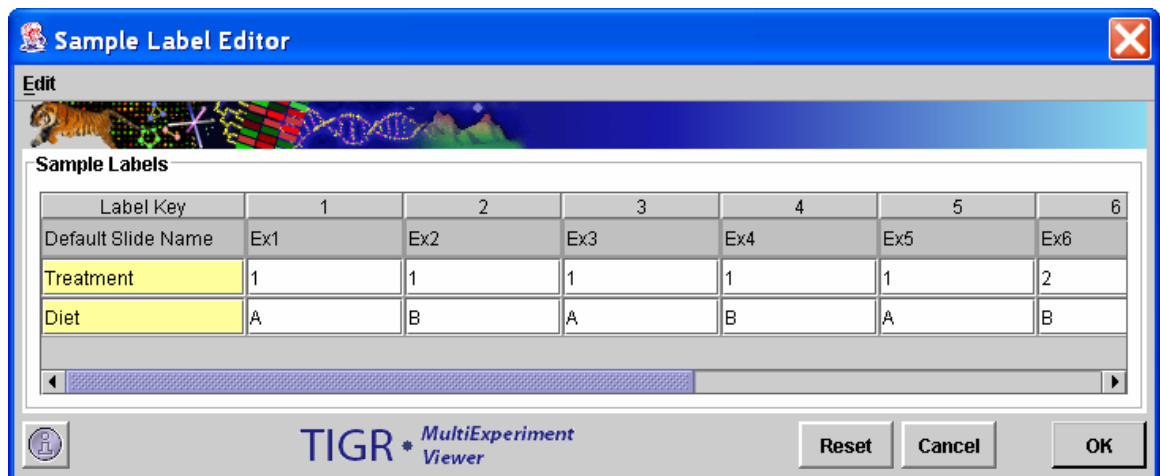 Sample Label Editor
Edit
Sample Labels
Label Key 1 2 3 4 5 6
Default Slide Name Ex1 Ex2 Ex3 Ex4 Ex5 Ex6
Treatment 1 1 1 1 1 2
Diet A B A B A B
TIGR • MultiExperiment
Viewer
Reset Cancel OK